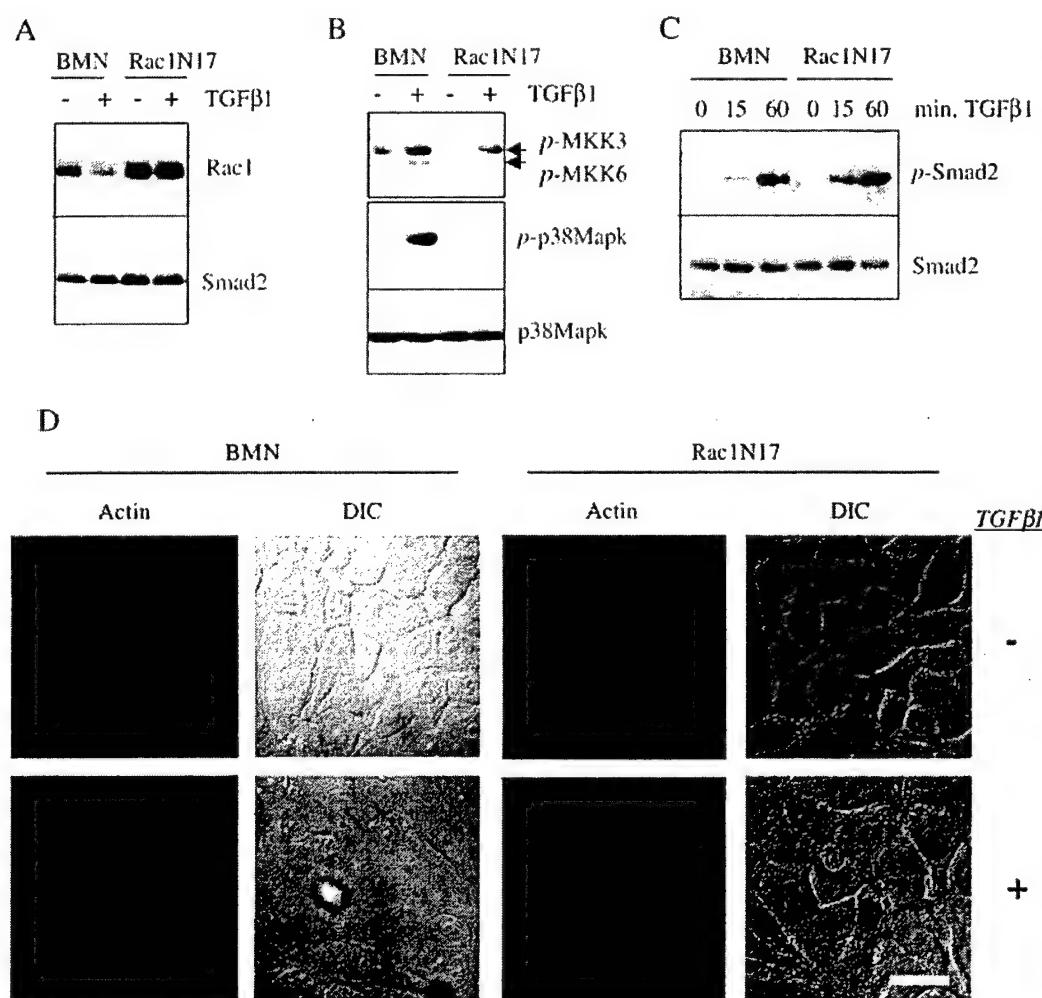 A
BMN Rac1N17
- + - + TGFβ1
Rac1
Smad2
B
BMN Rac1N17
- + - + TGFβ1
p-MKK3
p-MKK6
p-p38Mapk
p38Mapk
C
BMN Rac1N17
0 15 60 0 15 60 min, TGFβ1
p-Smad2
Smad2
D
BMN Rac1N17
Actin DIC Actin DIC TGFβ1
-
+